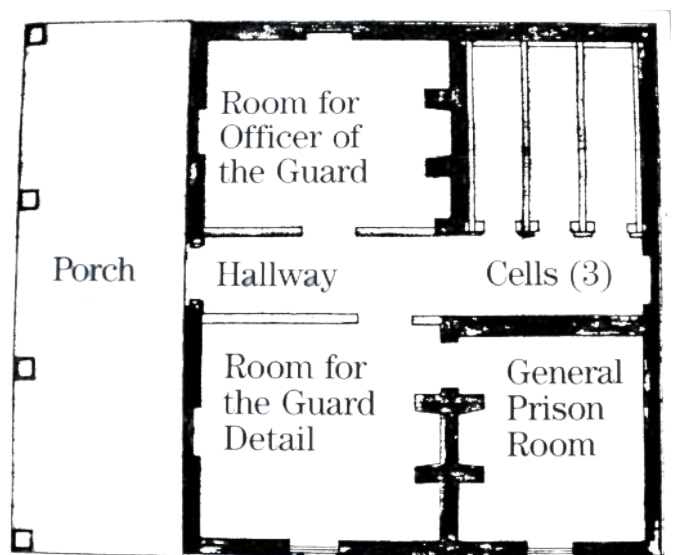 Room for
Officer of
the Guard
Porch
Hallway
Cells (3)
Room for
the Guard
Detail
General
Prison
Room